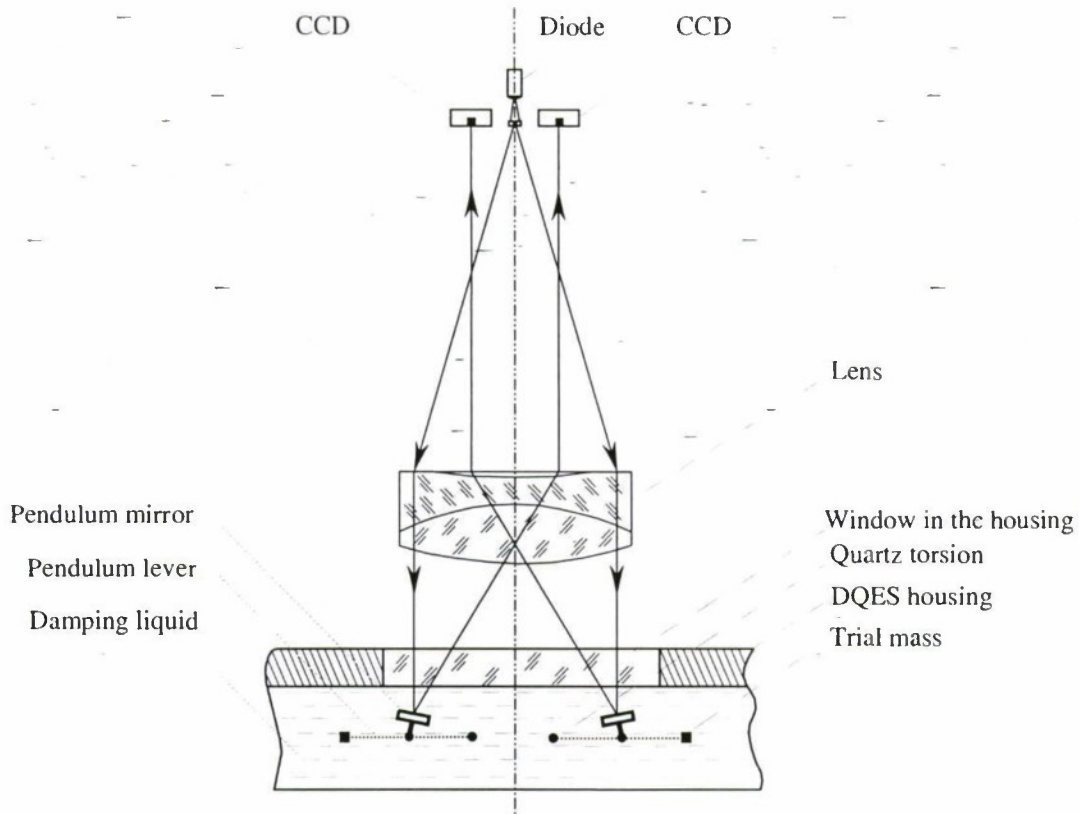 CCD
Diode
CCD
Lens
Pendulum mirror
Pendulum lever
Damping liquid
Window in the housing
Quartz torsion
DQES housing
Trial mass